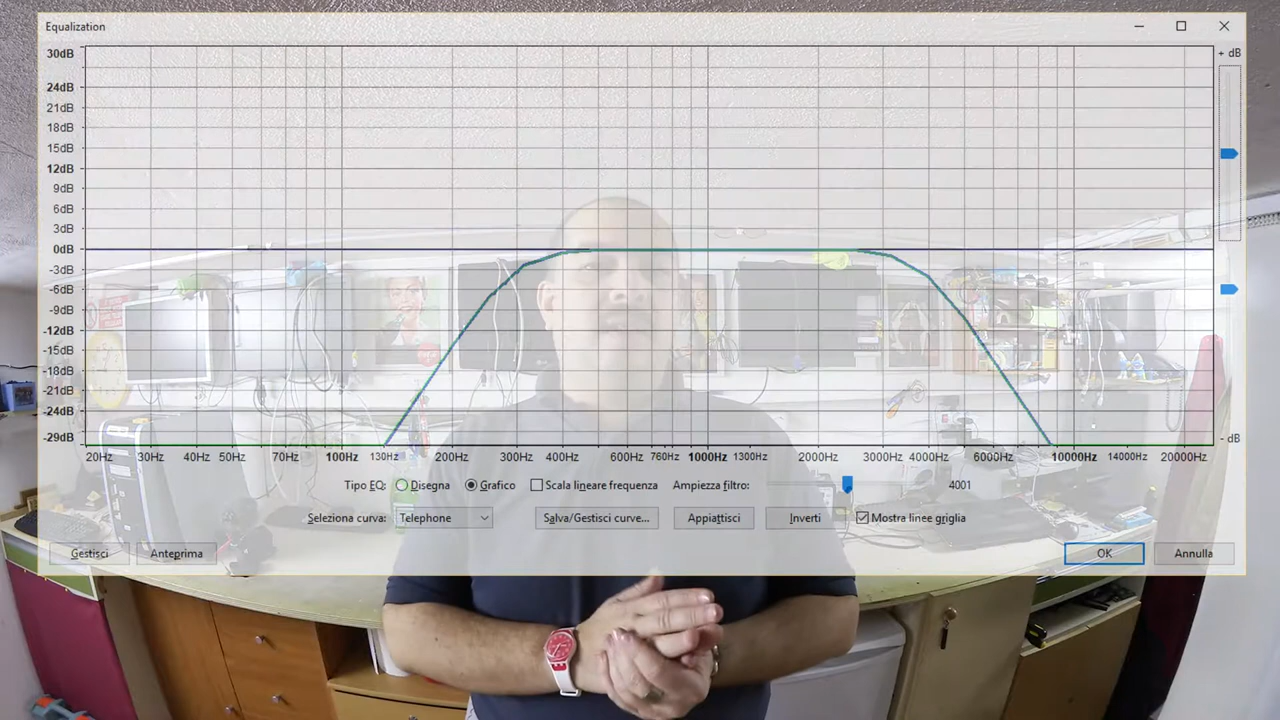 Equalization
+ dB
30dB
24dB
21dB
18dB
15dB
12dB
9dB
6dB
3dB
0dB
-3dB
-6dB
-9dB
-12dB
-15dB
-18dB
-21dB
-24dB
-29dB
- dB
20Hz 30Hz 40Hz 50Hz 70Hz 100Hz 130Hz 200Hz 300Hz 400Hz 600Hz 760Hz 1000Hz 1300Hz 2000Hz 3000Hz 4000Hz 6000Hz 10000Hz 14000Hz 20000Hz
Tipo EQ: Disegna Grafico Scala lineare frequenza Ampiezza filtro: 4001
Seleziona curva: Telephone Salva/Gestisci curve... Appiattisci Inverti Mostra linee griglia
Gestisci Anteprima OK Annulla